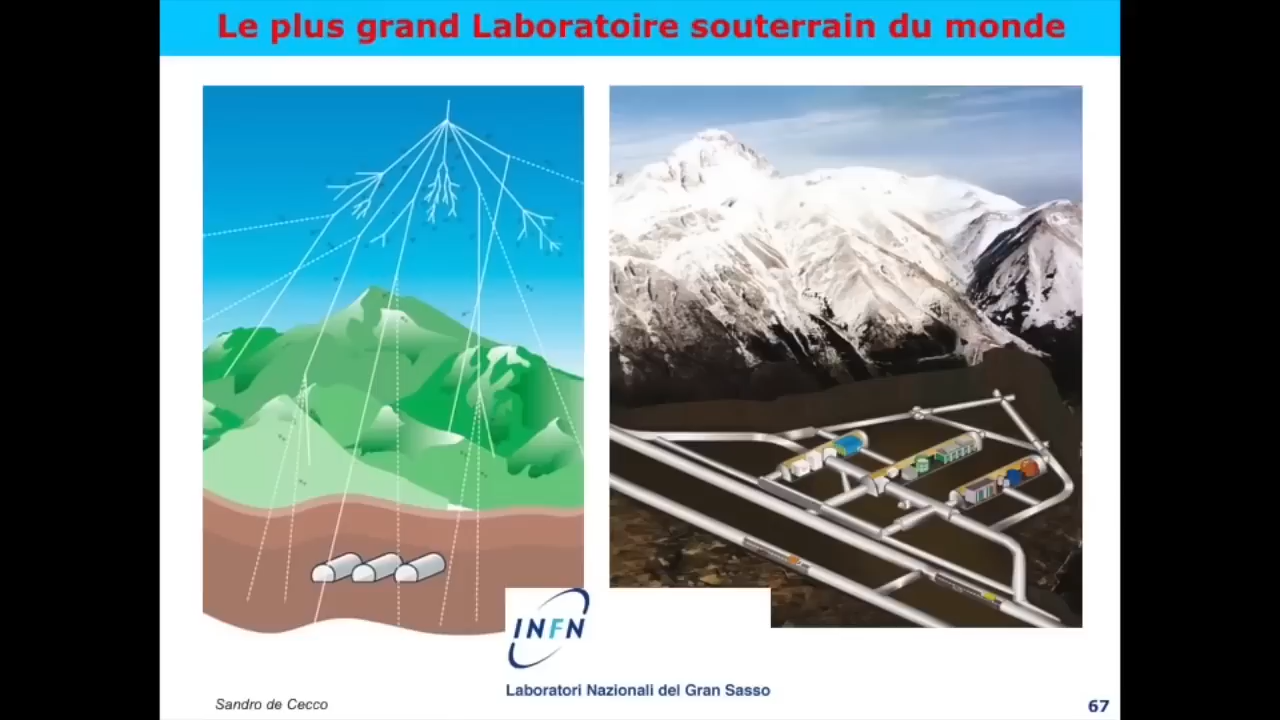 Le plus grand Laboratoire souterrain du monde
INFN
Laboratori Nazionali del Gran Sasso
Sandro de Cecco
67